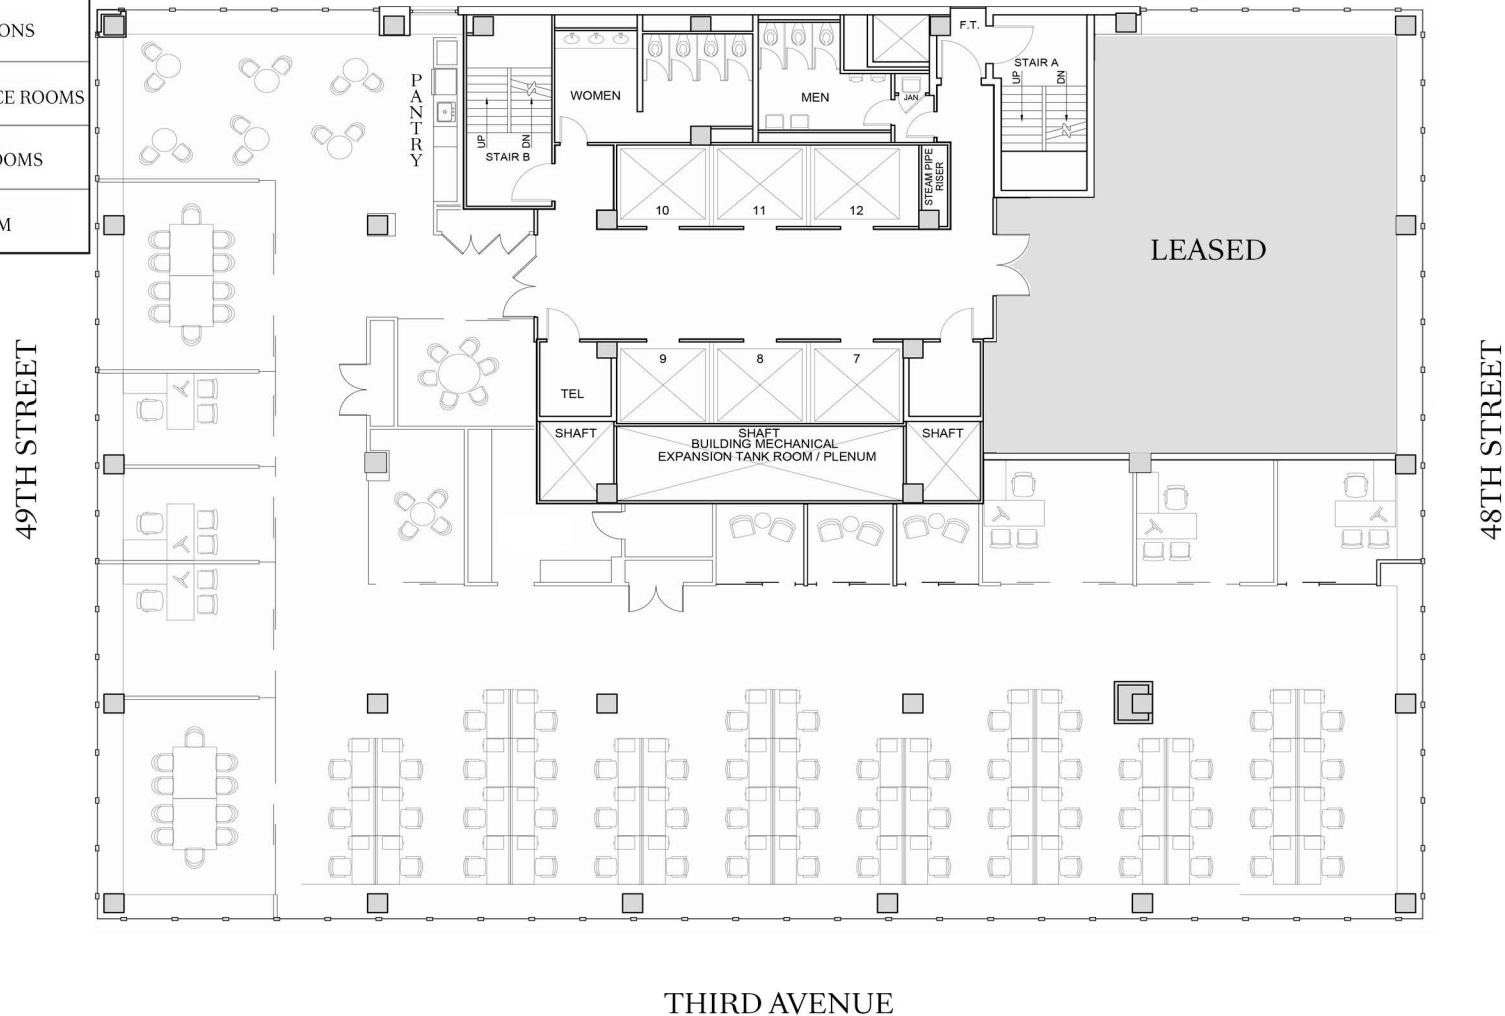 ONS
CE ROOMS
OOMS
M
PANTRY
UP
DN
STAIR B
WOMEN
MEN
JAN
F.T.
STAIR A
UP
DN
STEAM PIPE
RISER
10
11
12
LEASED
9
8
7
TEL
SHAFT
SHAFT
BUILDING MECHANICAL
EXPANSION TANK ROOM / PLENUM
SHAFT
49TH STREET
48TH STREET
THIRD AVENUE